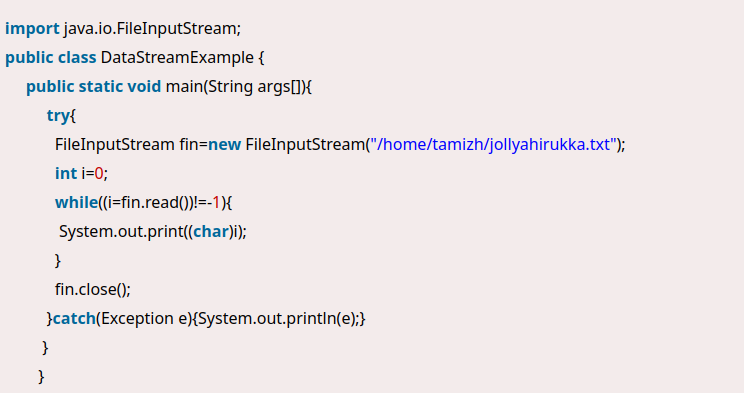 import java.io.FileInputStream;
public class DataStreamExample {
public static void main(String args[]){
try{
FileInputStream fin=new FileInputStream("/home/tamizh/jollyahirukka.txt");
int i=0;
while((i=fin.read())!=-1){
System.out.print((char)i);
}
fin.close();
}catch(Exception e){System.out.println(e);}
}
}